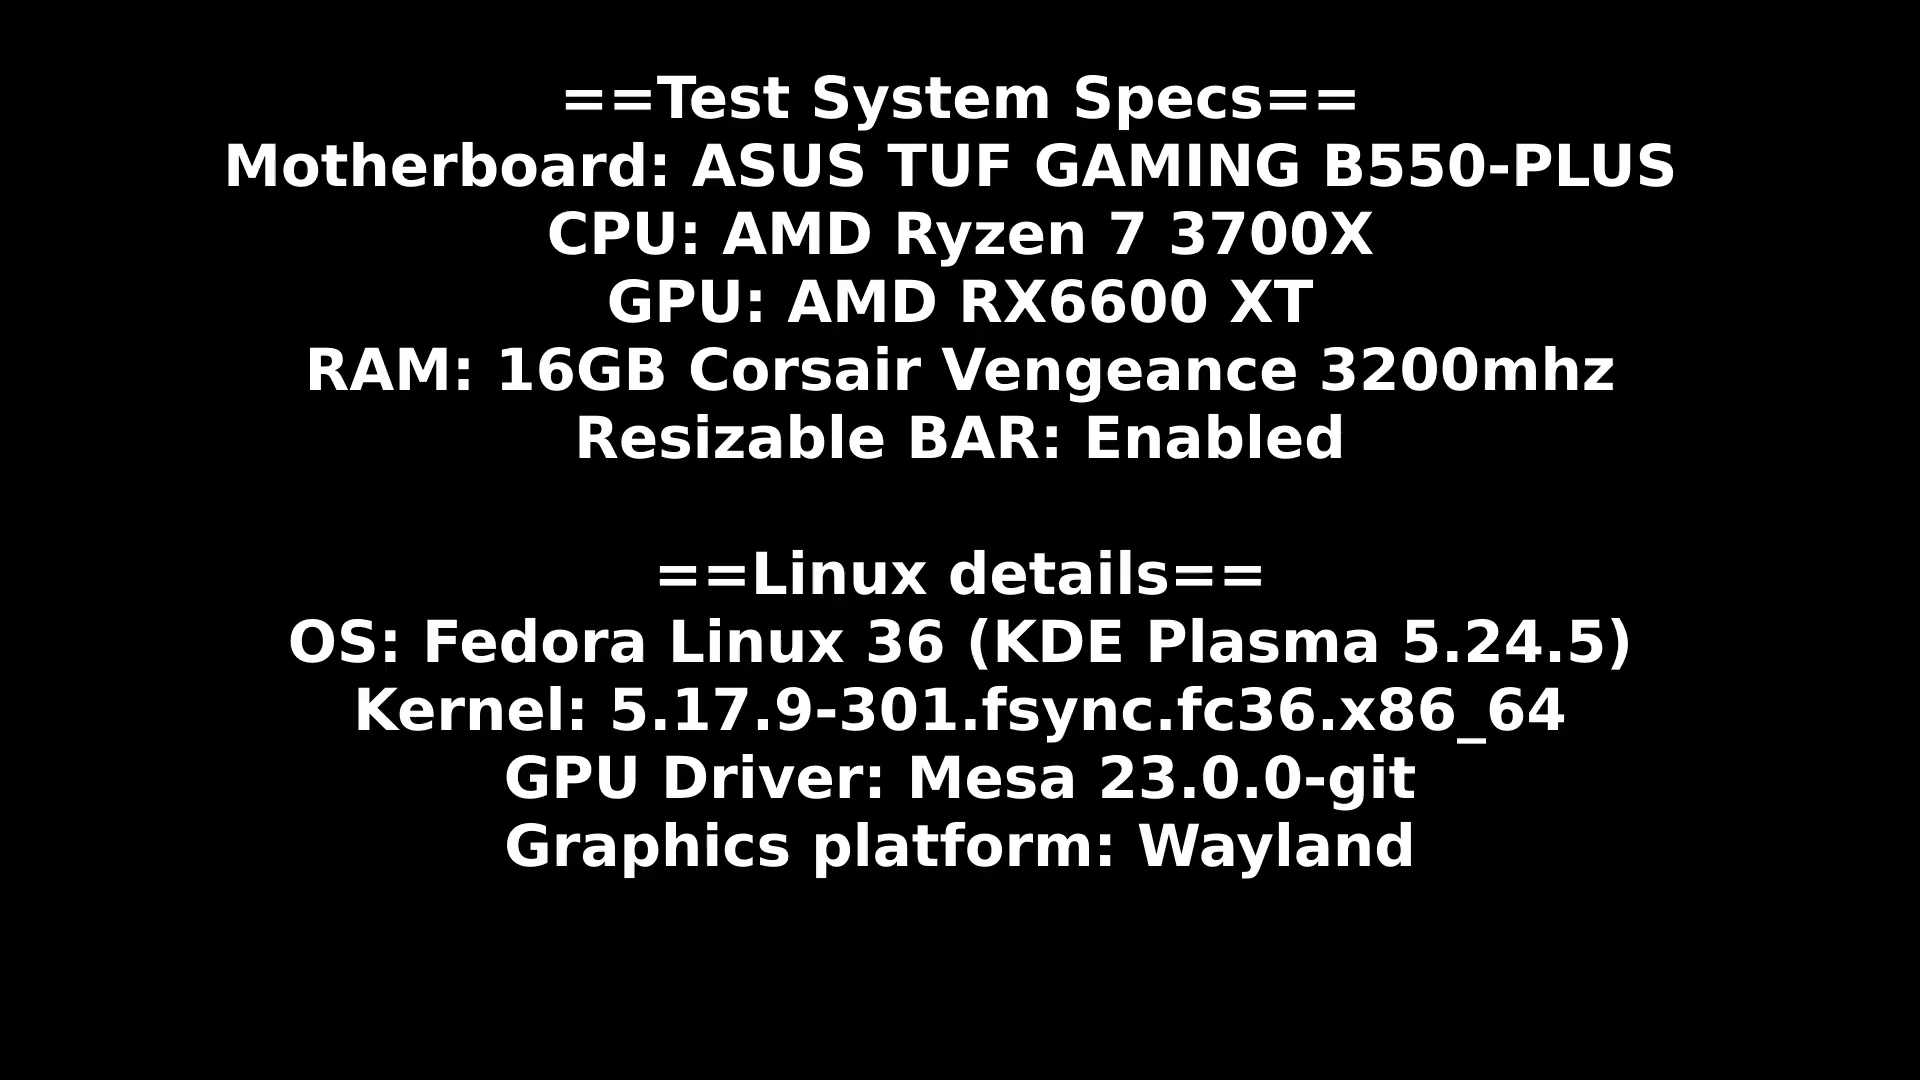 ==Test System Specs==
Motherboard: ASUS TUF GAMING B550-PLUS
CPU: AMD Ryzen 7 3700X
GPU: AMD RX6600 XT
RAM: 16GB Corsair Vengeance 3200mhz
Resizable BAR: Enabled
==Linux details==
OS: Fedora Linux 36 (KDE Plasma 5.24.5)
Kernel: 5.17.9-301.fsync.fc36.x86_64
GPU Driver: Mesa 23.0.0-git
Graphics platform: Wayland